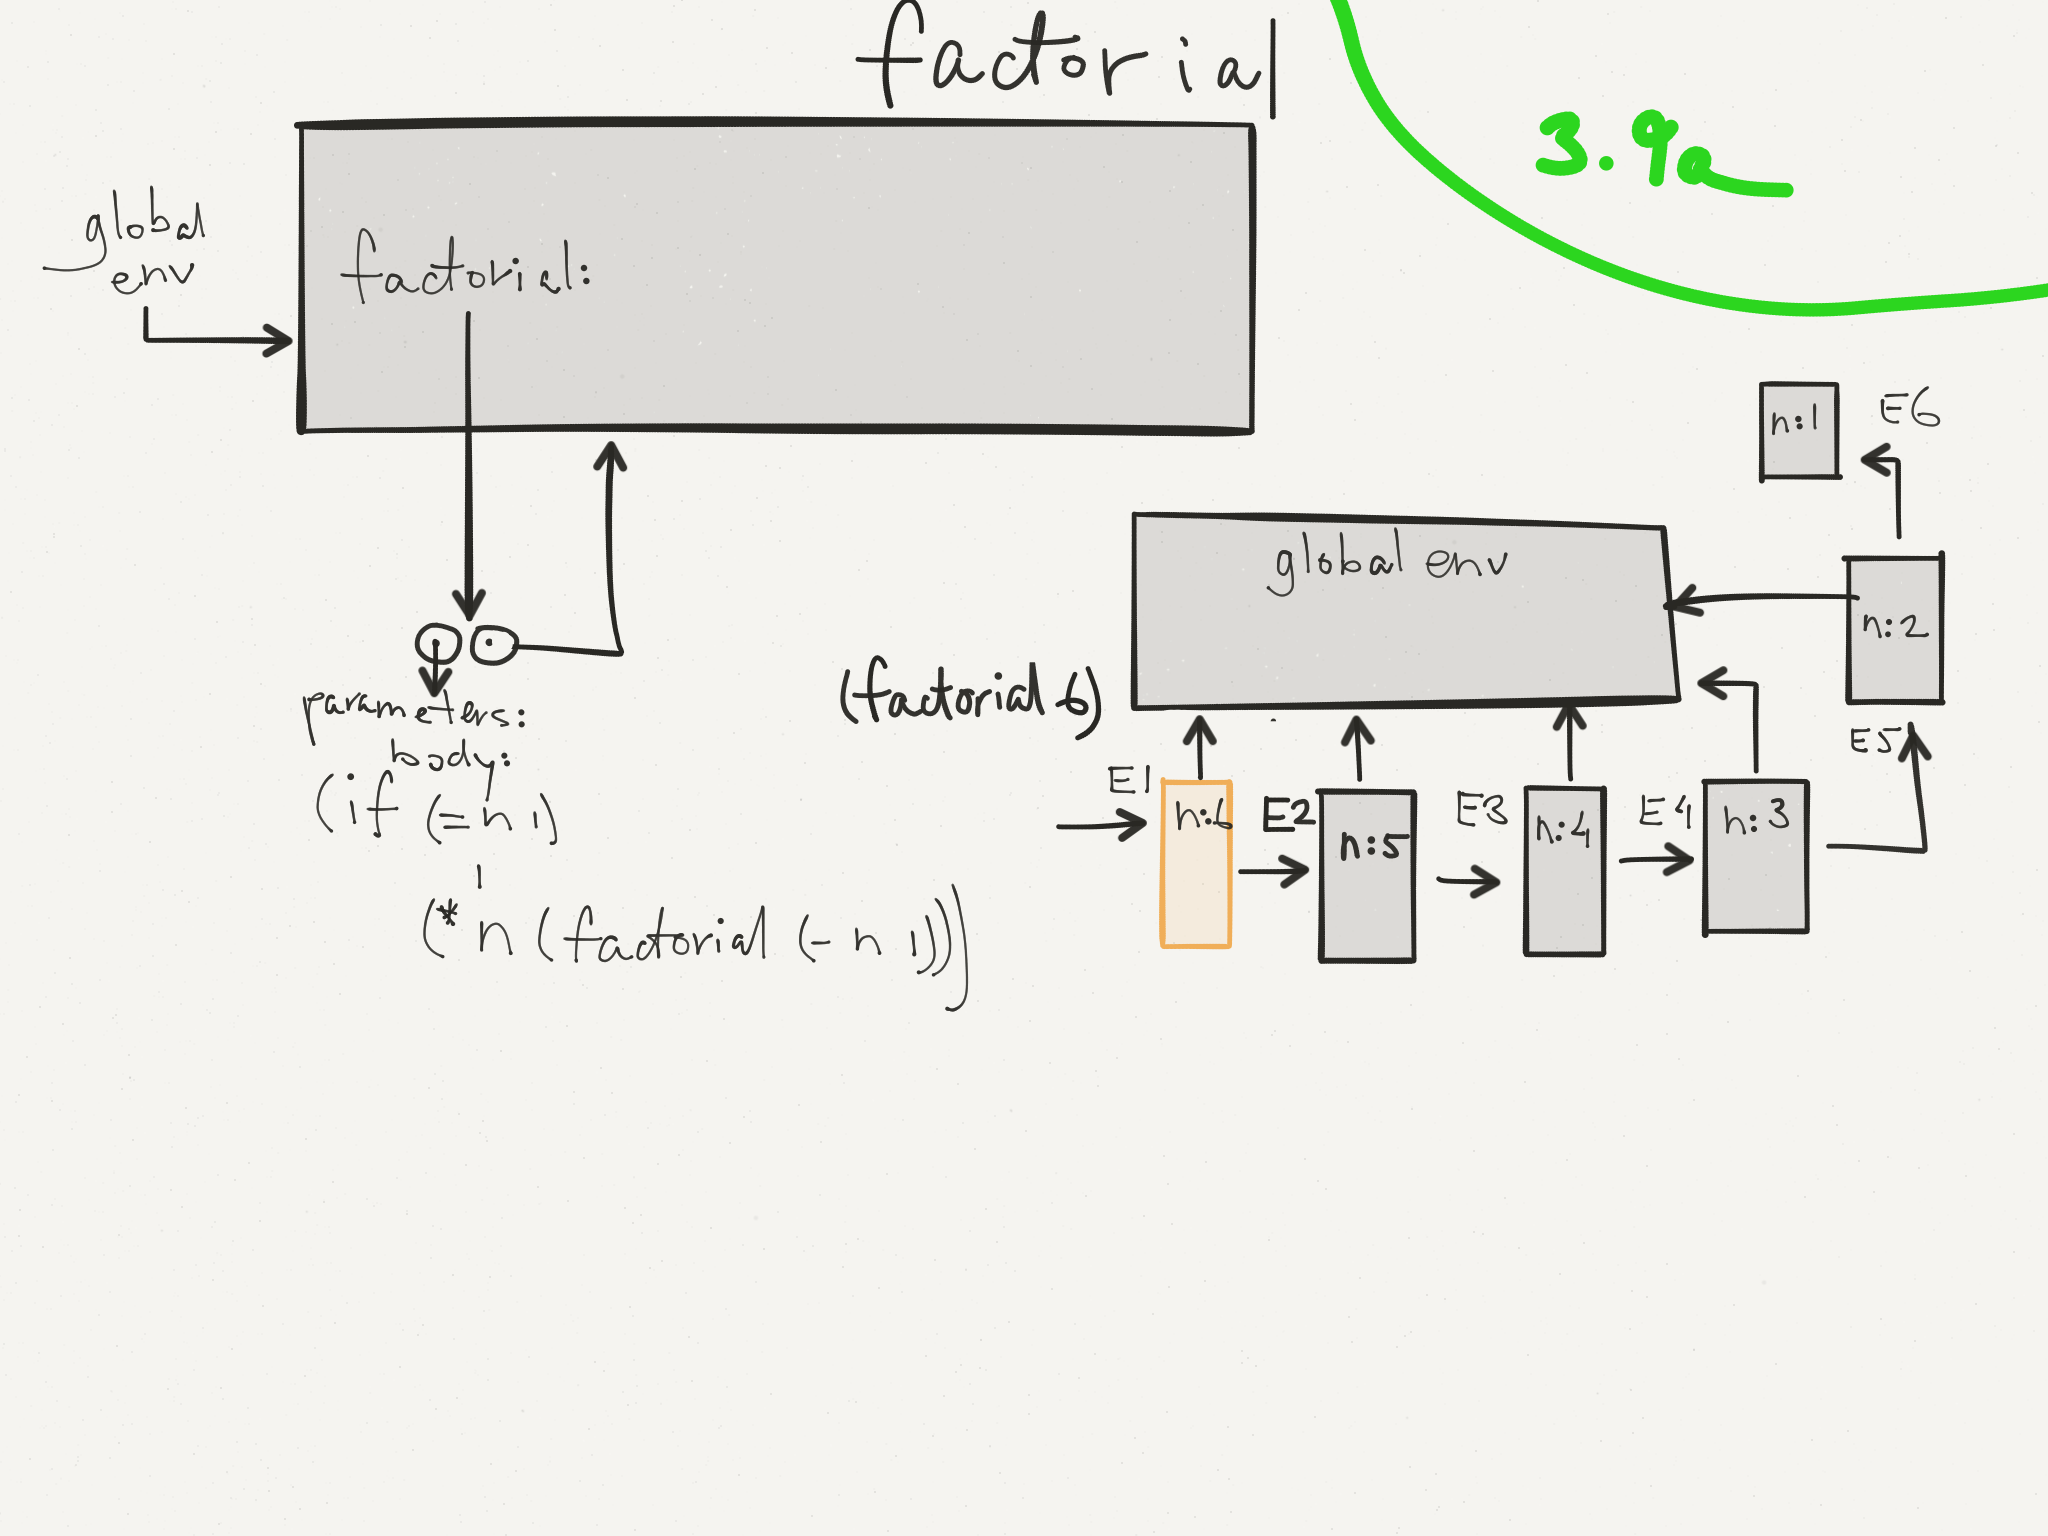 factorial
3.9a
global
env
factorial:
parameters:
body:
(if (= n 1)
1
(* n (factorial (- n 1))))
(factorial 6)
global env
E1
n:6
E2
n:5
E3
n:4
E4
n:3
E5
n:2
E6
n:1